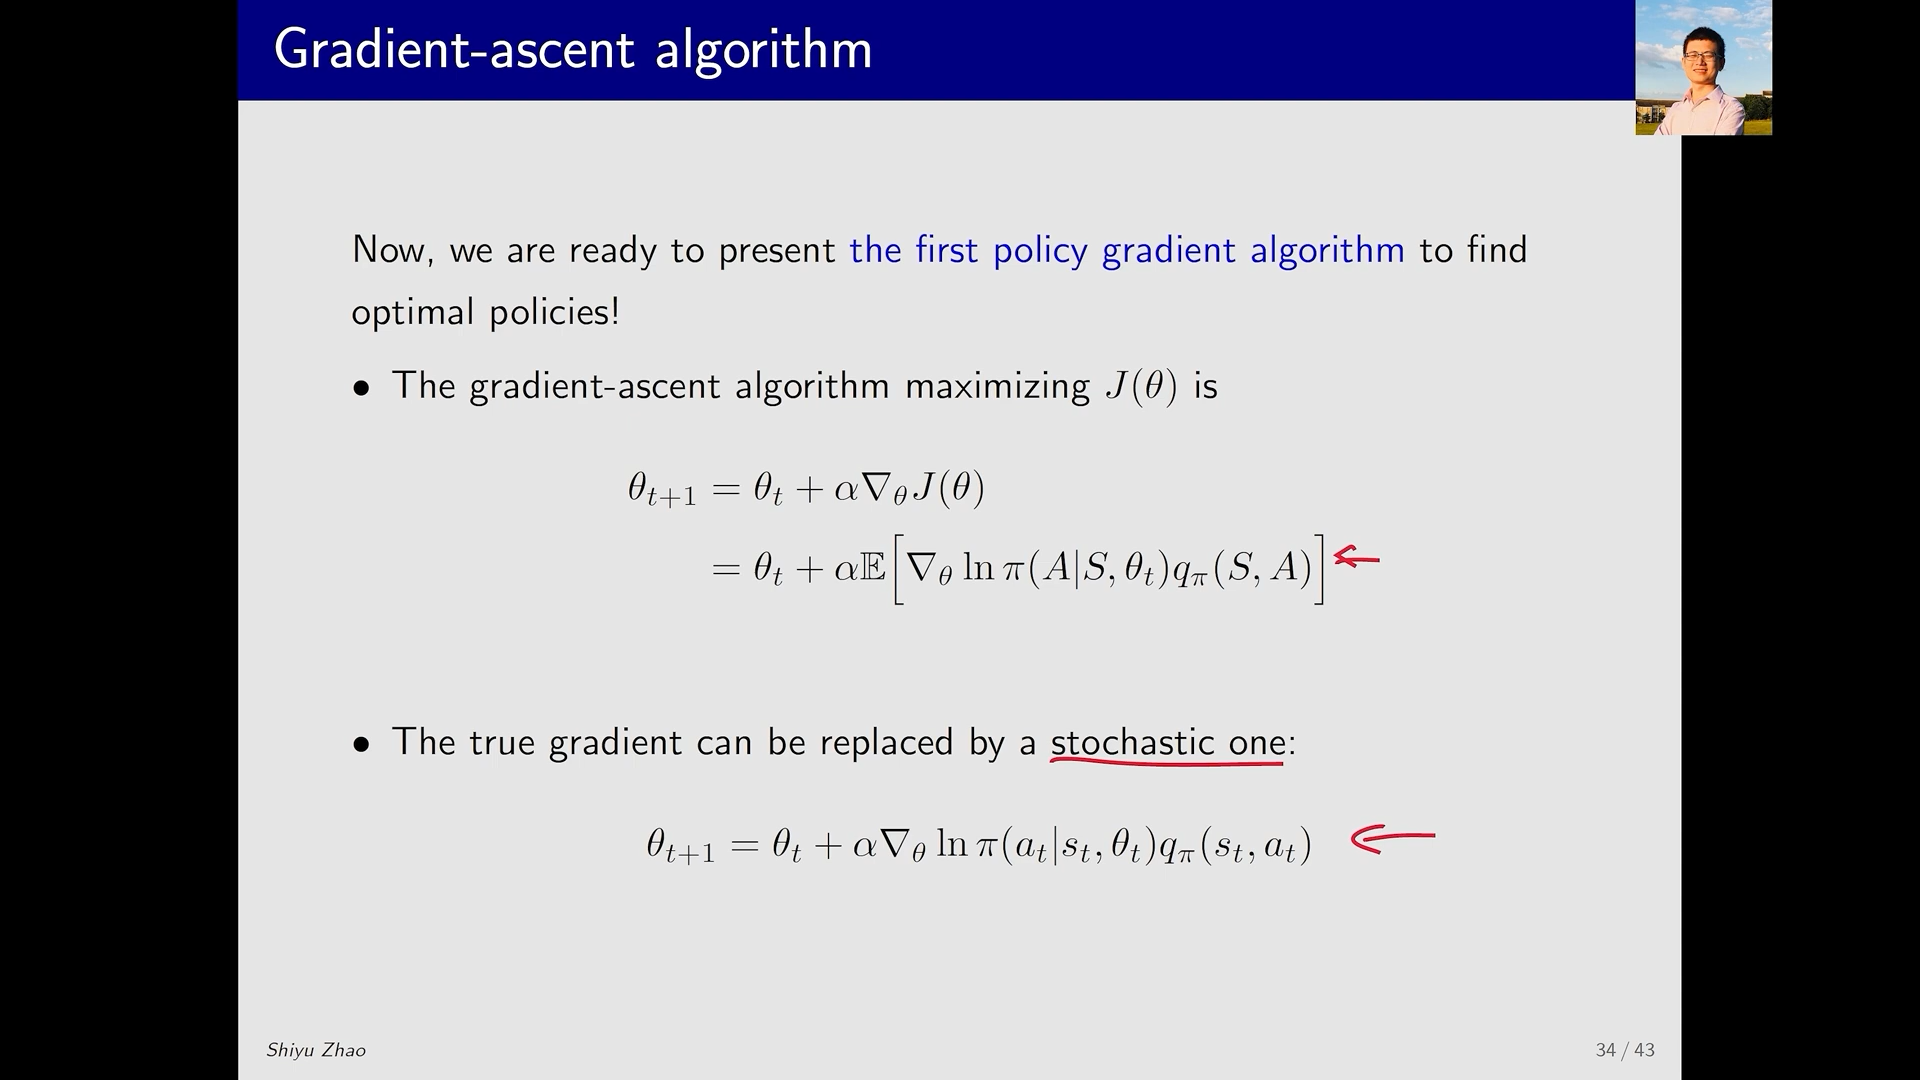 Gradient-ascent algorithm
Now, we are ready to present the first policy gradient algorithm to find
optimal policies!
• The gradient-ascent algorithm maximizing J(θ) is
θ_{t+1} = θ_t + α∇_θ J(θ)
= θ_t + α𝔼[∇_θ ln π(A|S, θ_t)q_π(S, A)]
• The true gradient can be replaced by a stochastic one:
θ_{t+1} = θ_t + α∇_θ ln π(a_t|s_t, θ_t)q_π(s_t, a_t)
Shiyu Zhao
34 / 43